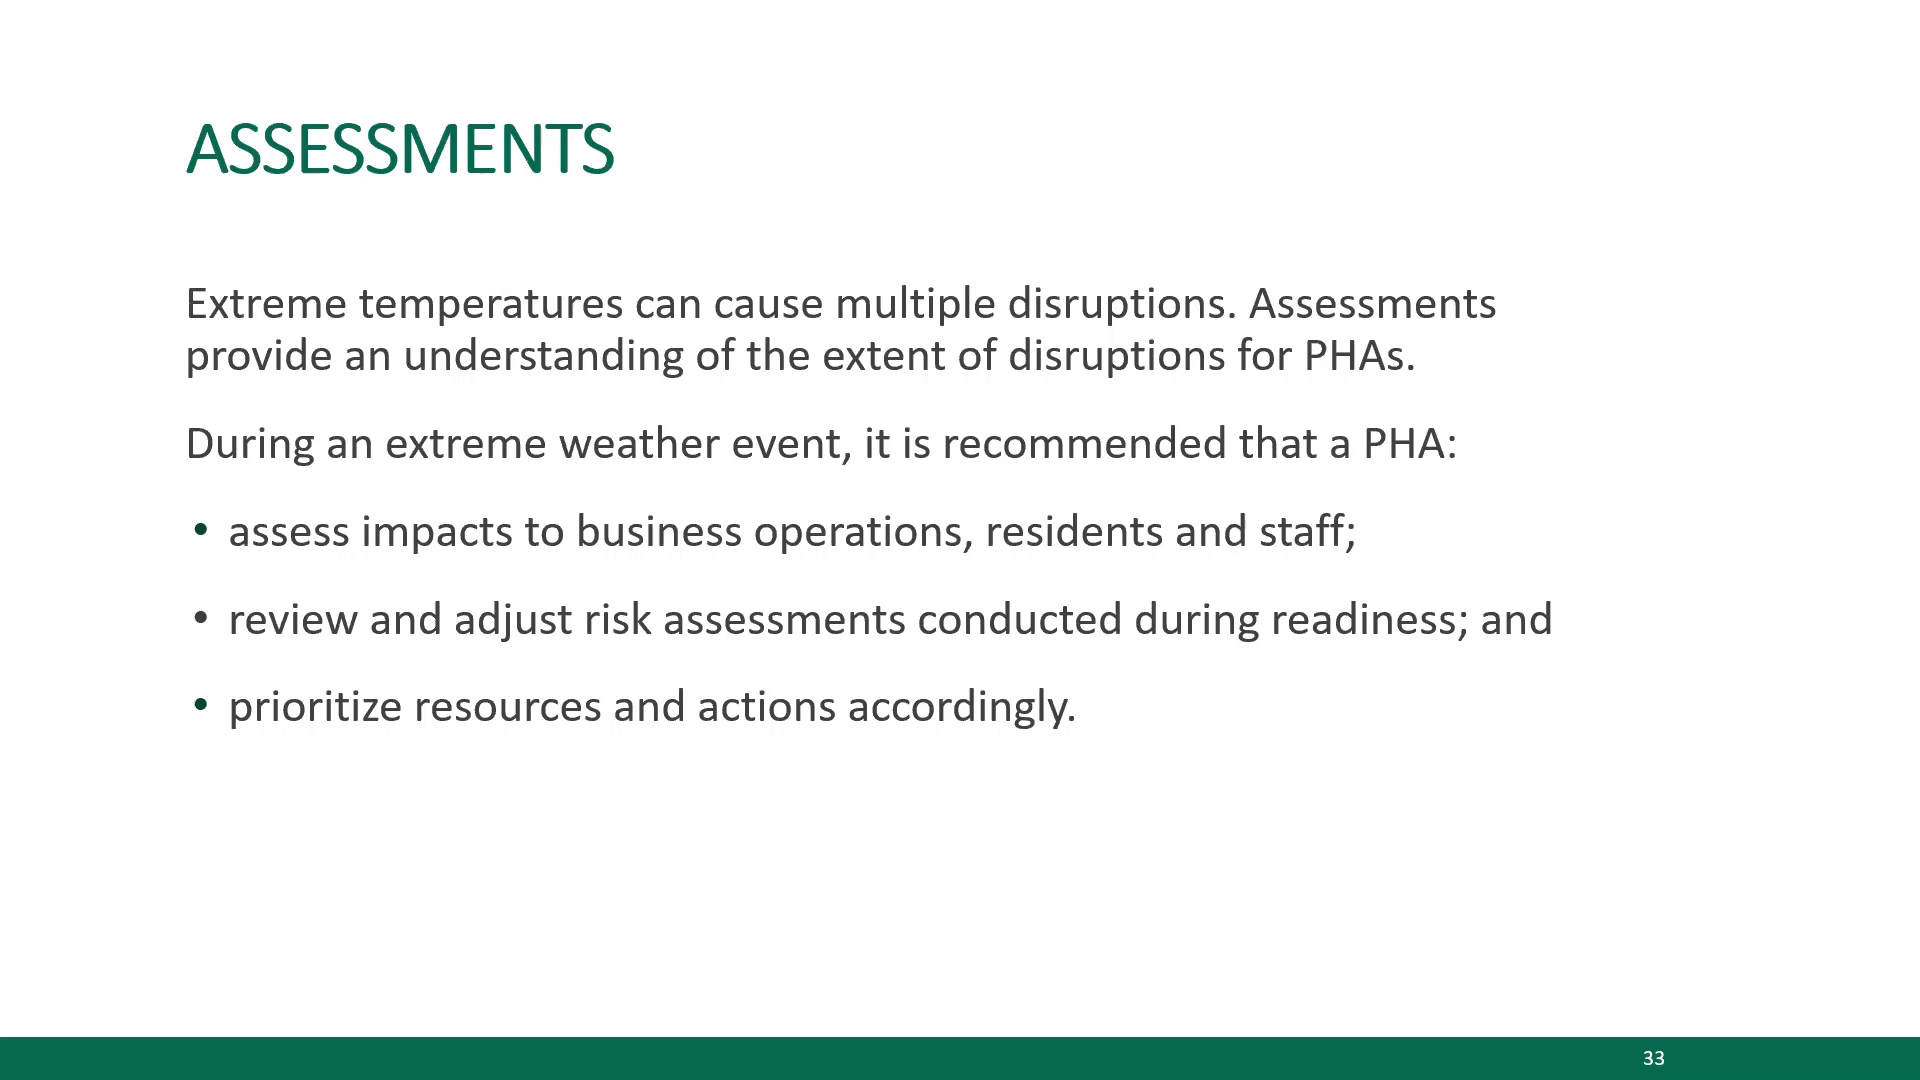 ASSESSMENTS
Extreme temperatures can cause multiple disruptions. Assessments
provide an understanding of the extent of disruptions for PHAs.
During an extreme weather event, it is recommended that a PHA:
• assess impacts to business operations, residents and staff;
• review and adjust risk assessments conducted during readiness; and
• prioritize resources and actions accordingly.
33